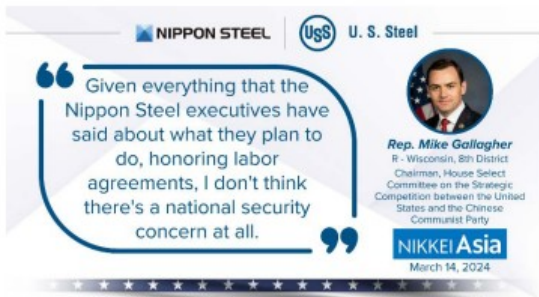 NIPPON STEEL
USS
U. S. Steel
Given everything that the
Nippon Steel executives have
said about what they plan to
do, honoring labor
agreements, I don't think
there's a national security
concern at all.
Rep. Mike Gallagher
R - Wisconsin, 8th District
Chairman, House Select
Committee on the Strategic
Competition between the United
States and the Chinese
Communist Party
NIKKEI Asia
March 14, 2024